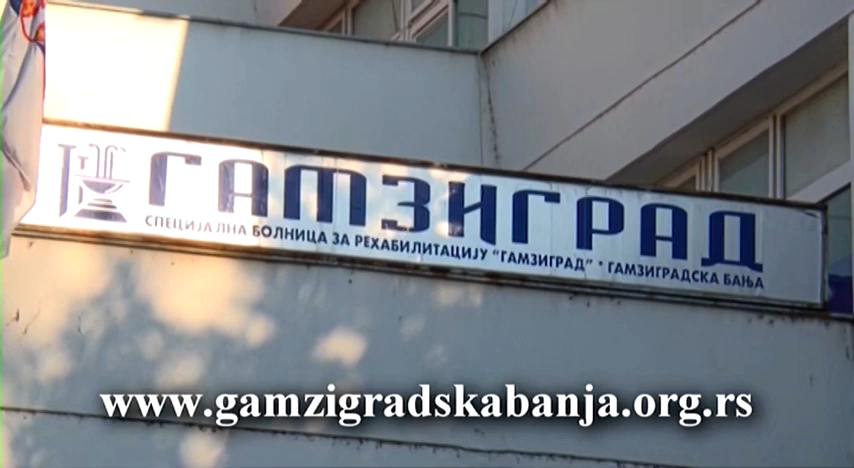 ГАМЗИГРАД
СПЕЦИЈАЛНА БОЛНИЦА ЗА РЕХАБИЛИТАЦИЈУ "ГАМЗИГРАД" · ГАМЗИГРАДСКА БАЊА
www.gamzigradskabanja.org.rs